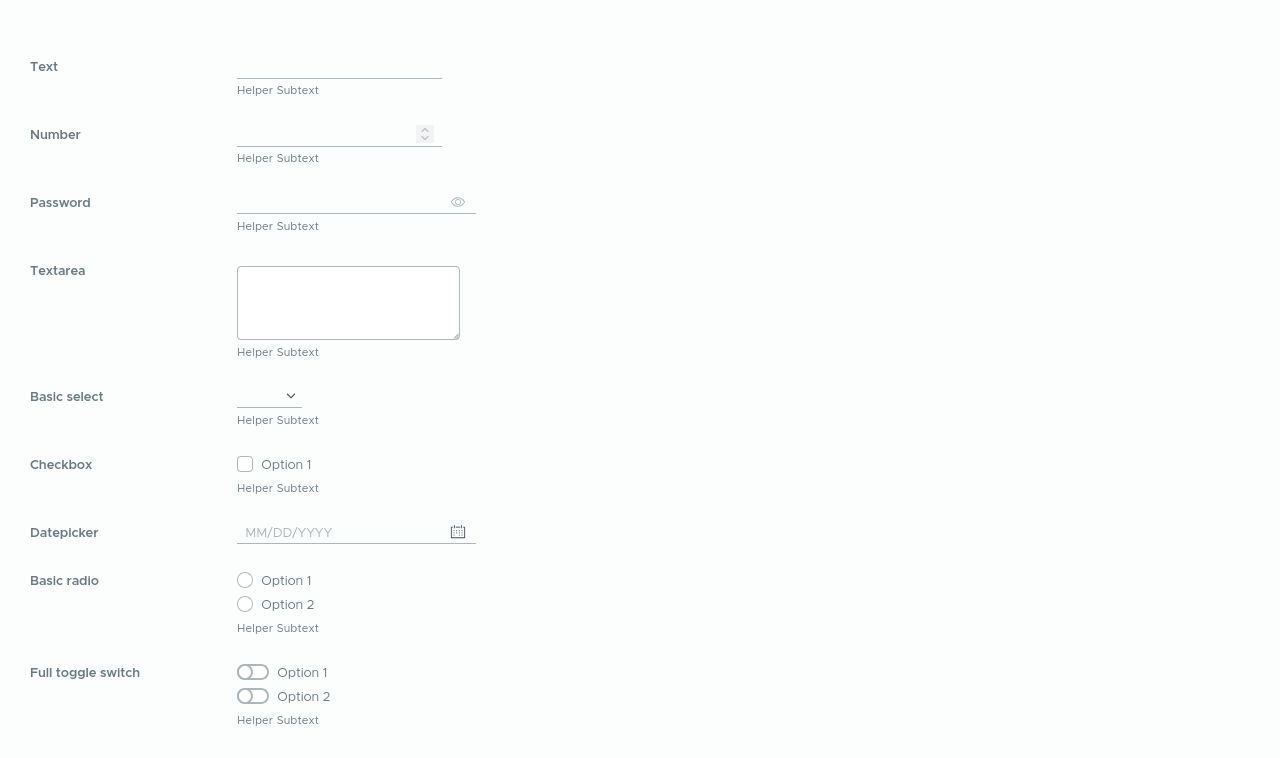 Text
Helper Subtext
Number
Helper Subtext
Password
Helper Subtext
Textarea
Helper Subtext
Basic select
Helper Subtext
Checkbox Option 1
Helper Subtext
Datepicker MM/DD/YYYY
Basic radio Option 1
Option 2
Helper Subtext
Full toggle switch Option 1
Option 2
Helper Subtext